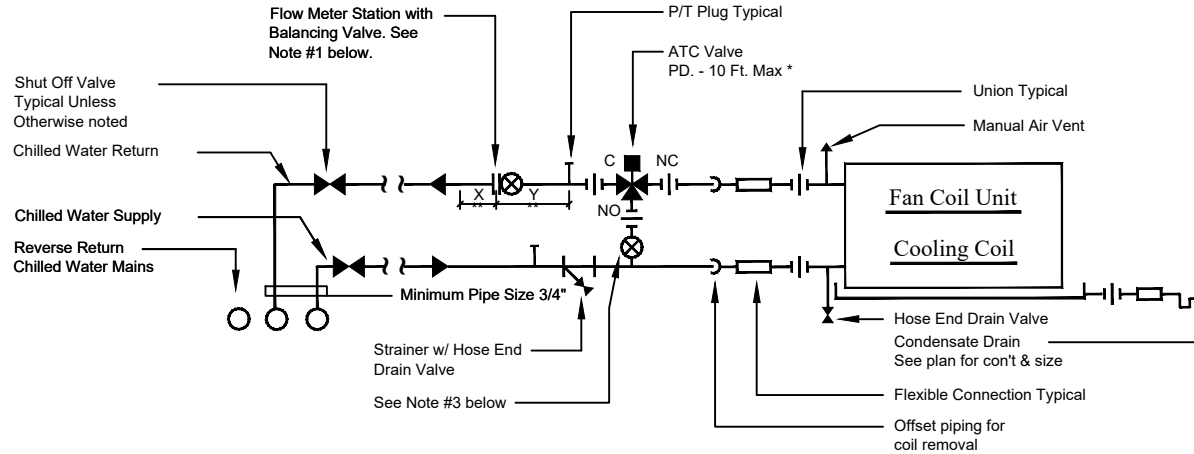 Flow Meter Station with
Balancing Valve. See
Note #1 below.
P/T Plug Typical
ATC Valve
PD. - 10 Ft. Max *
Shut Off Valve
Typical Unless
Otherwise noted
Union Typical
Manual Air Vent
Chilled Water Return
C
NC
X
**
Y
**
NO
Fan Coil Unit
Cooling Coil
Chilled Water Supply
Reverse Return
Chilled Water Mains
Minimum Pipe Size 3/4"
Strainer w/ Hose End
Drain Valve
See Note #3 below
Hose End Drain Valve
Condensate Drain
See plan for con't & size
Flexible Connection Typical
Offset piping for
coil removal